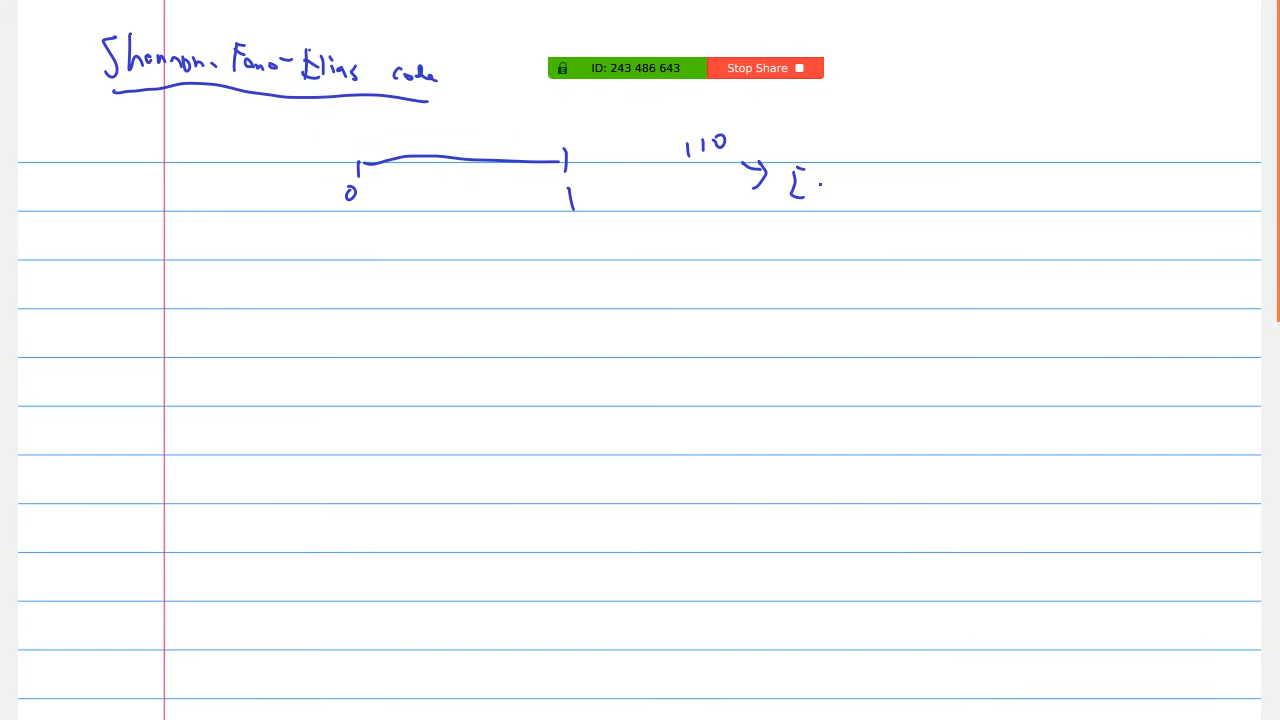 Shannon-Fano-Elias code
ID: 243 486 643 Stop Share
110
0 1 → [ .